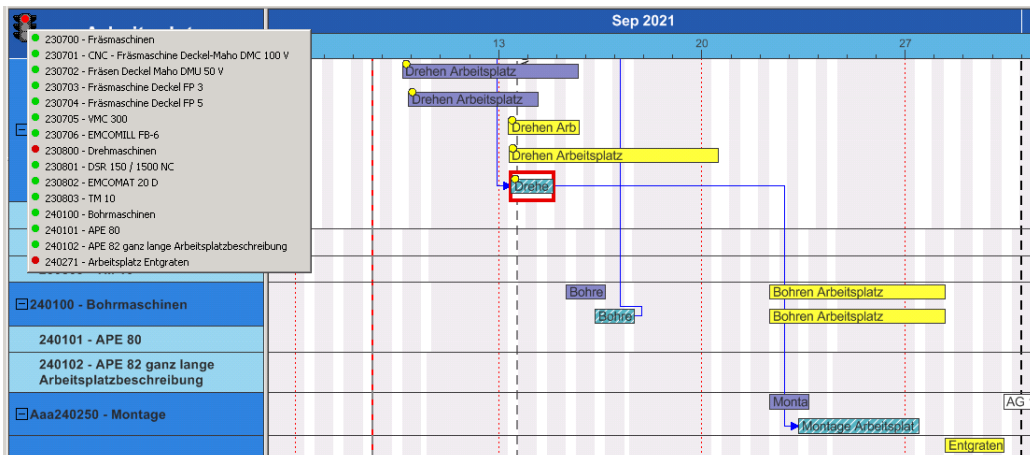 Sep 2021
13
20
27
230700 - Fräsmaschinen
230701 - CNC - Fräsmaschine Deckel-Maho DMC 100 V
230702 - Fräsen Deckel Maho DMU 50 V
230703 - Fräsmaschine Deckel FP 3
230704 - Fräsmaschine Deckel FP 5
230705 - VMC 300
230706 - EMCOMILL FB-6
230800 - Drehmaschinen
230801 - DSR 150 / 1500 NC
230802 - EMCOMAT 20 D
230803 - TM 10
240100 - Bohrmaschinen
240101 - APE 80
240102 - APE 82 ganz lange Arbeitsplatzbeschreibung
240271 - Arbeitsplatz Entgraten
Drehen Arbeitsplatz
Drehen Arbeitsplatz
Drehen Arb
Drehen Arbeitsplatz
Drehe
240100 - Bohrmaschinen
Bohre
Bohren Arbeitsplatz
Bohre
Bohren Arbeitsplatz
240101 - APE 80
240102 - APE 82 ganz lange
Arbeitsplatzbeschreibung
Aaa240250 - Montage
Monta
AG
Montage Arbeitsplat
Entgraten